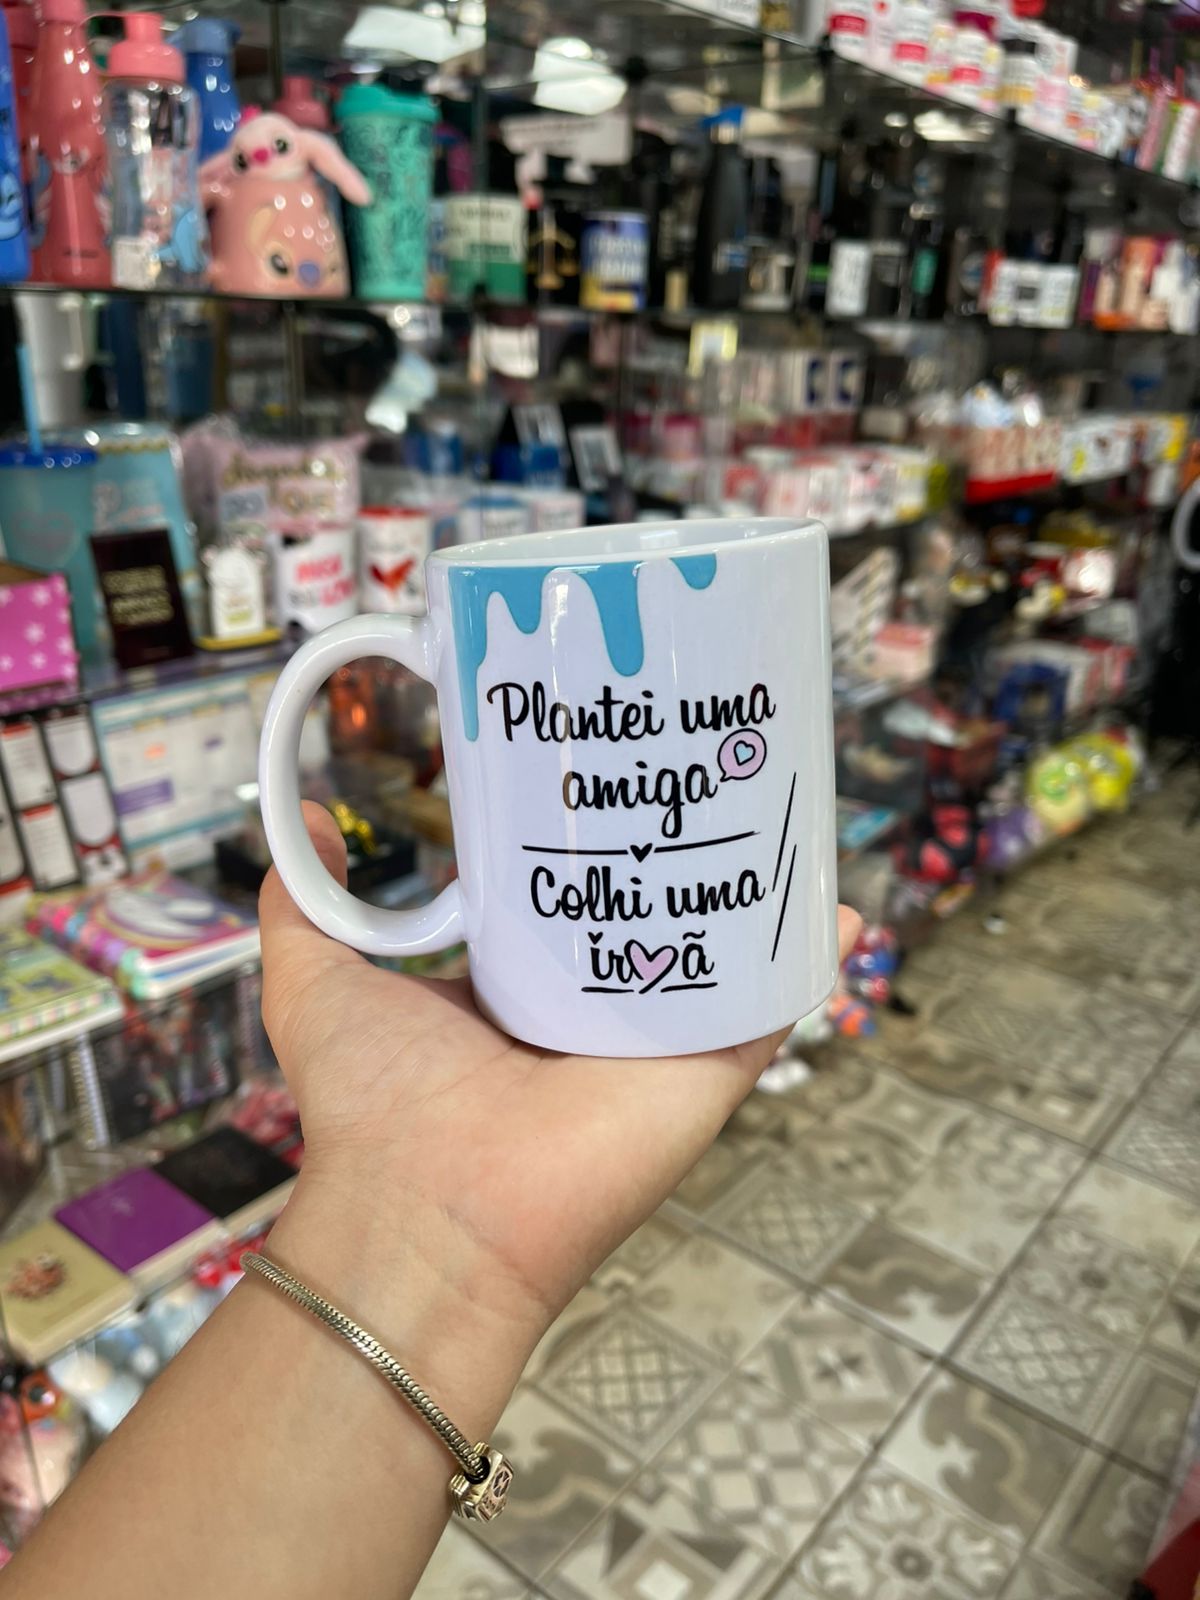 Plantei uma
amiga
Colhi uma
irmã